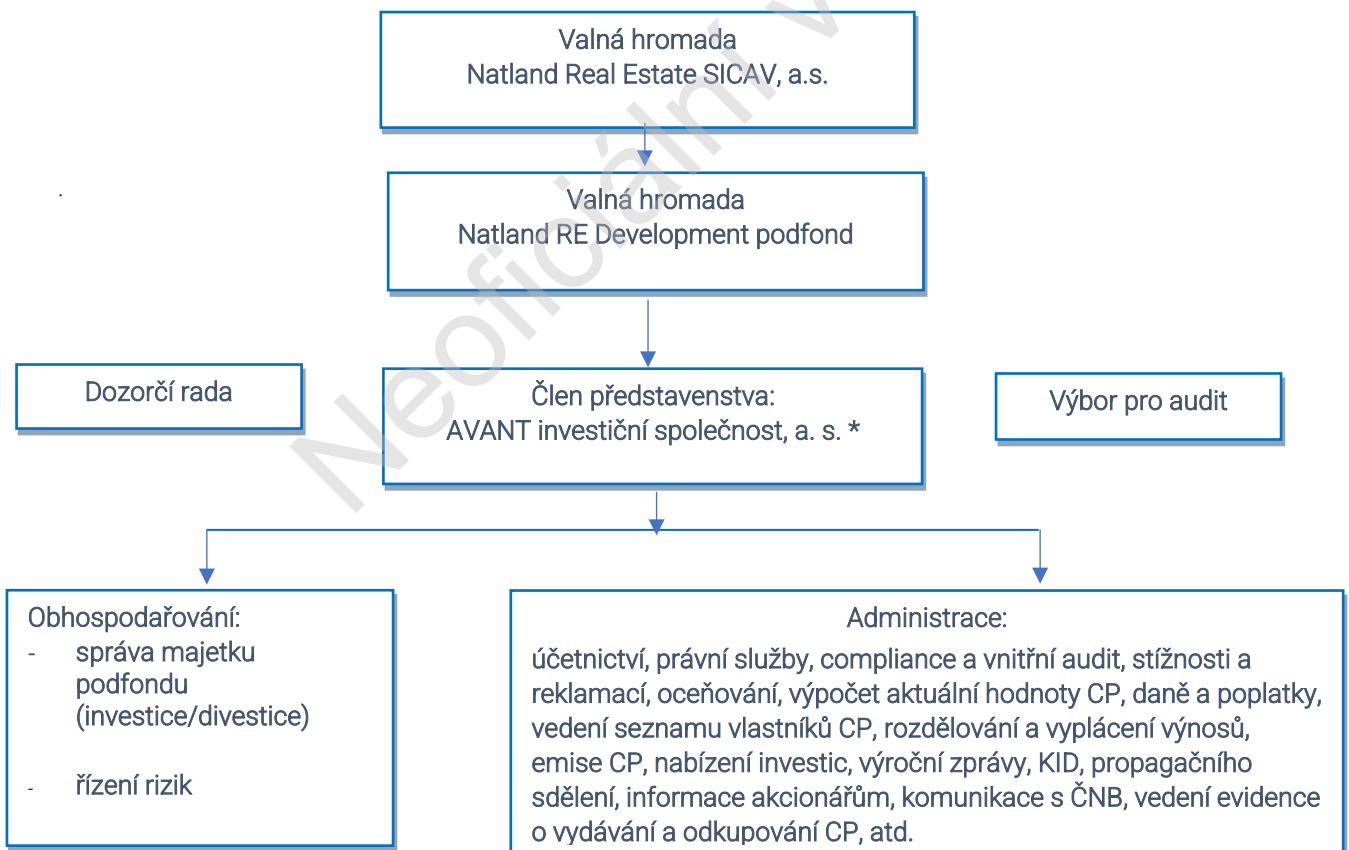 Valná hromada
Natland Real Estate SICAV, a.s.
Valná hromada
Natland RE Development podfond
Dozorčí rada
Člen představenstva:
AVANT investiční společnost, a. s. *
Výbor pro audit
Obhospodařování:
- správa majetku
podfondu
(investice/divestice)
- řízení rizik
Administrace:
účetnictví, právní služby, compliance a vnitřní audit, stížnosti a
reklamací, oceňování, výpočet aktuální hodnoty CP, daně a poplatky,
vedení seznamu vlastníků CP, rozdělování a vyplácení výnosů,
emise CP, nabízení investic, výroční zprávy, KID, propagačního
sdělení, informace akcionářům, komunikace s ČNB, vedení evidence
o vydávání a odkupování CP, atd.
Neoficiální